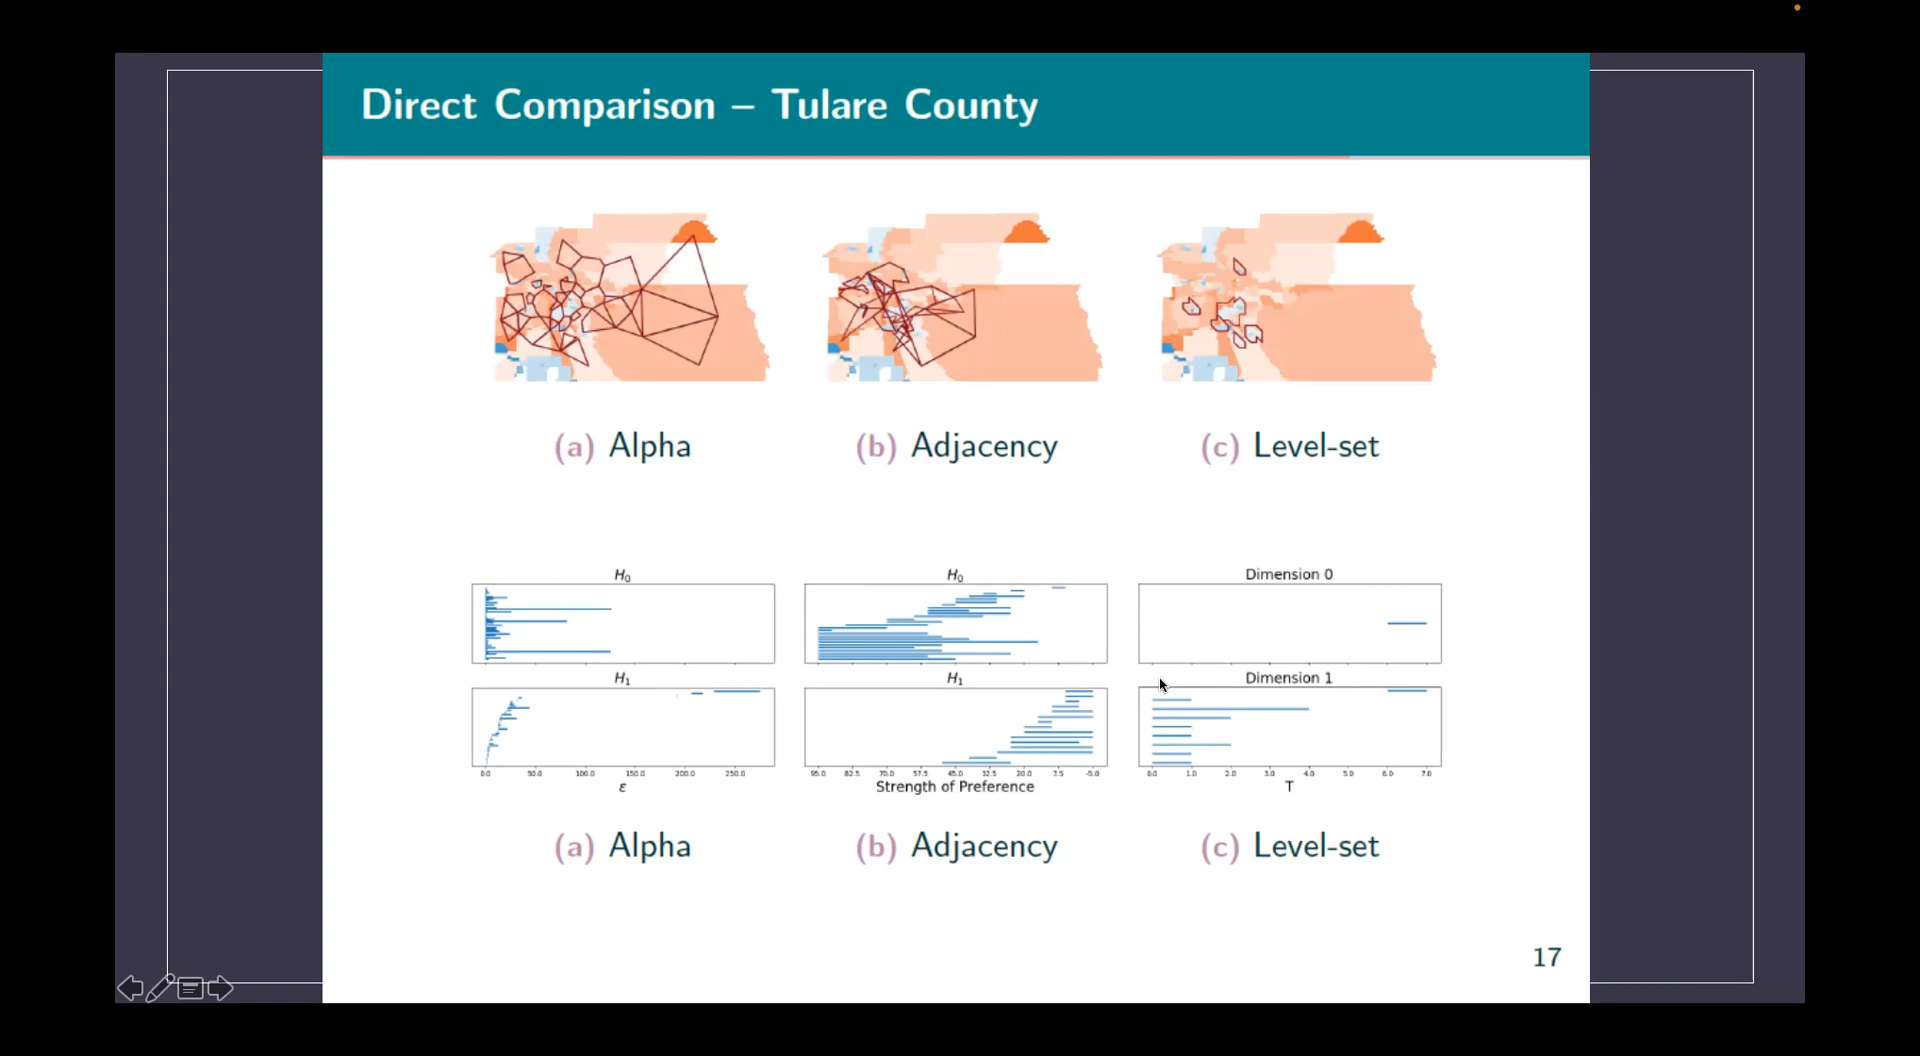 Direct Comparison – Tulare County
(a) Alpha
(b) Adjacency
(c) Level-set
H₀
H₀
Dimension 0
H₁
H₁
Dimension 1
0.0 50.0 100.0 150.0 200.0 250.0
95.0 82.5 70.0 57.5 45.0 32.5 20.0 7.5 -5.0
0.0 1.0 2.0 3.0 4.0 5.0 6.0 7.0
ε
Strength of Preference
T
(a) Alpha
(b) Adjacency
(c) Level-set
17